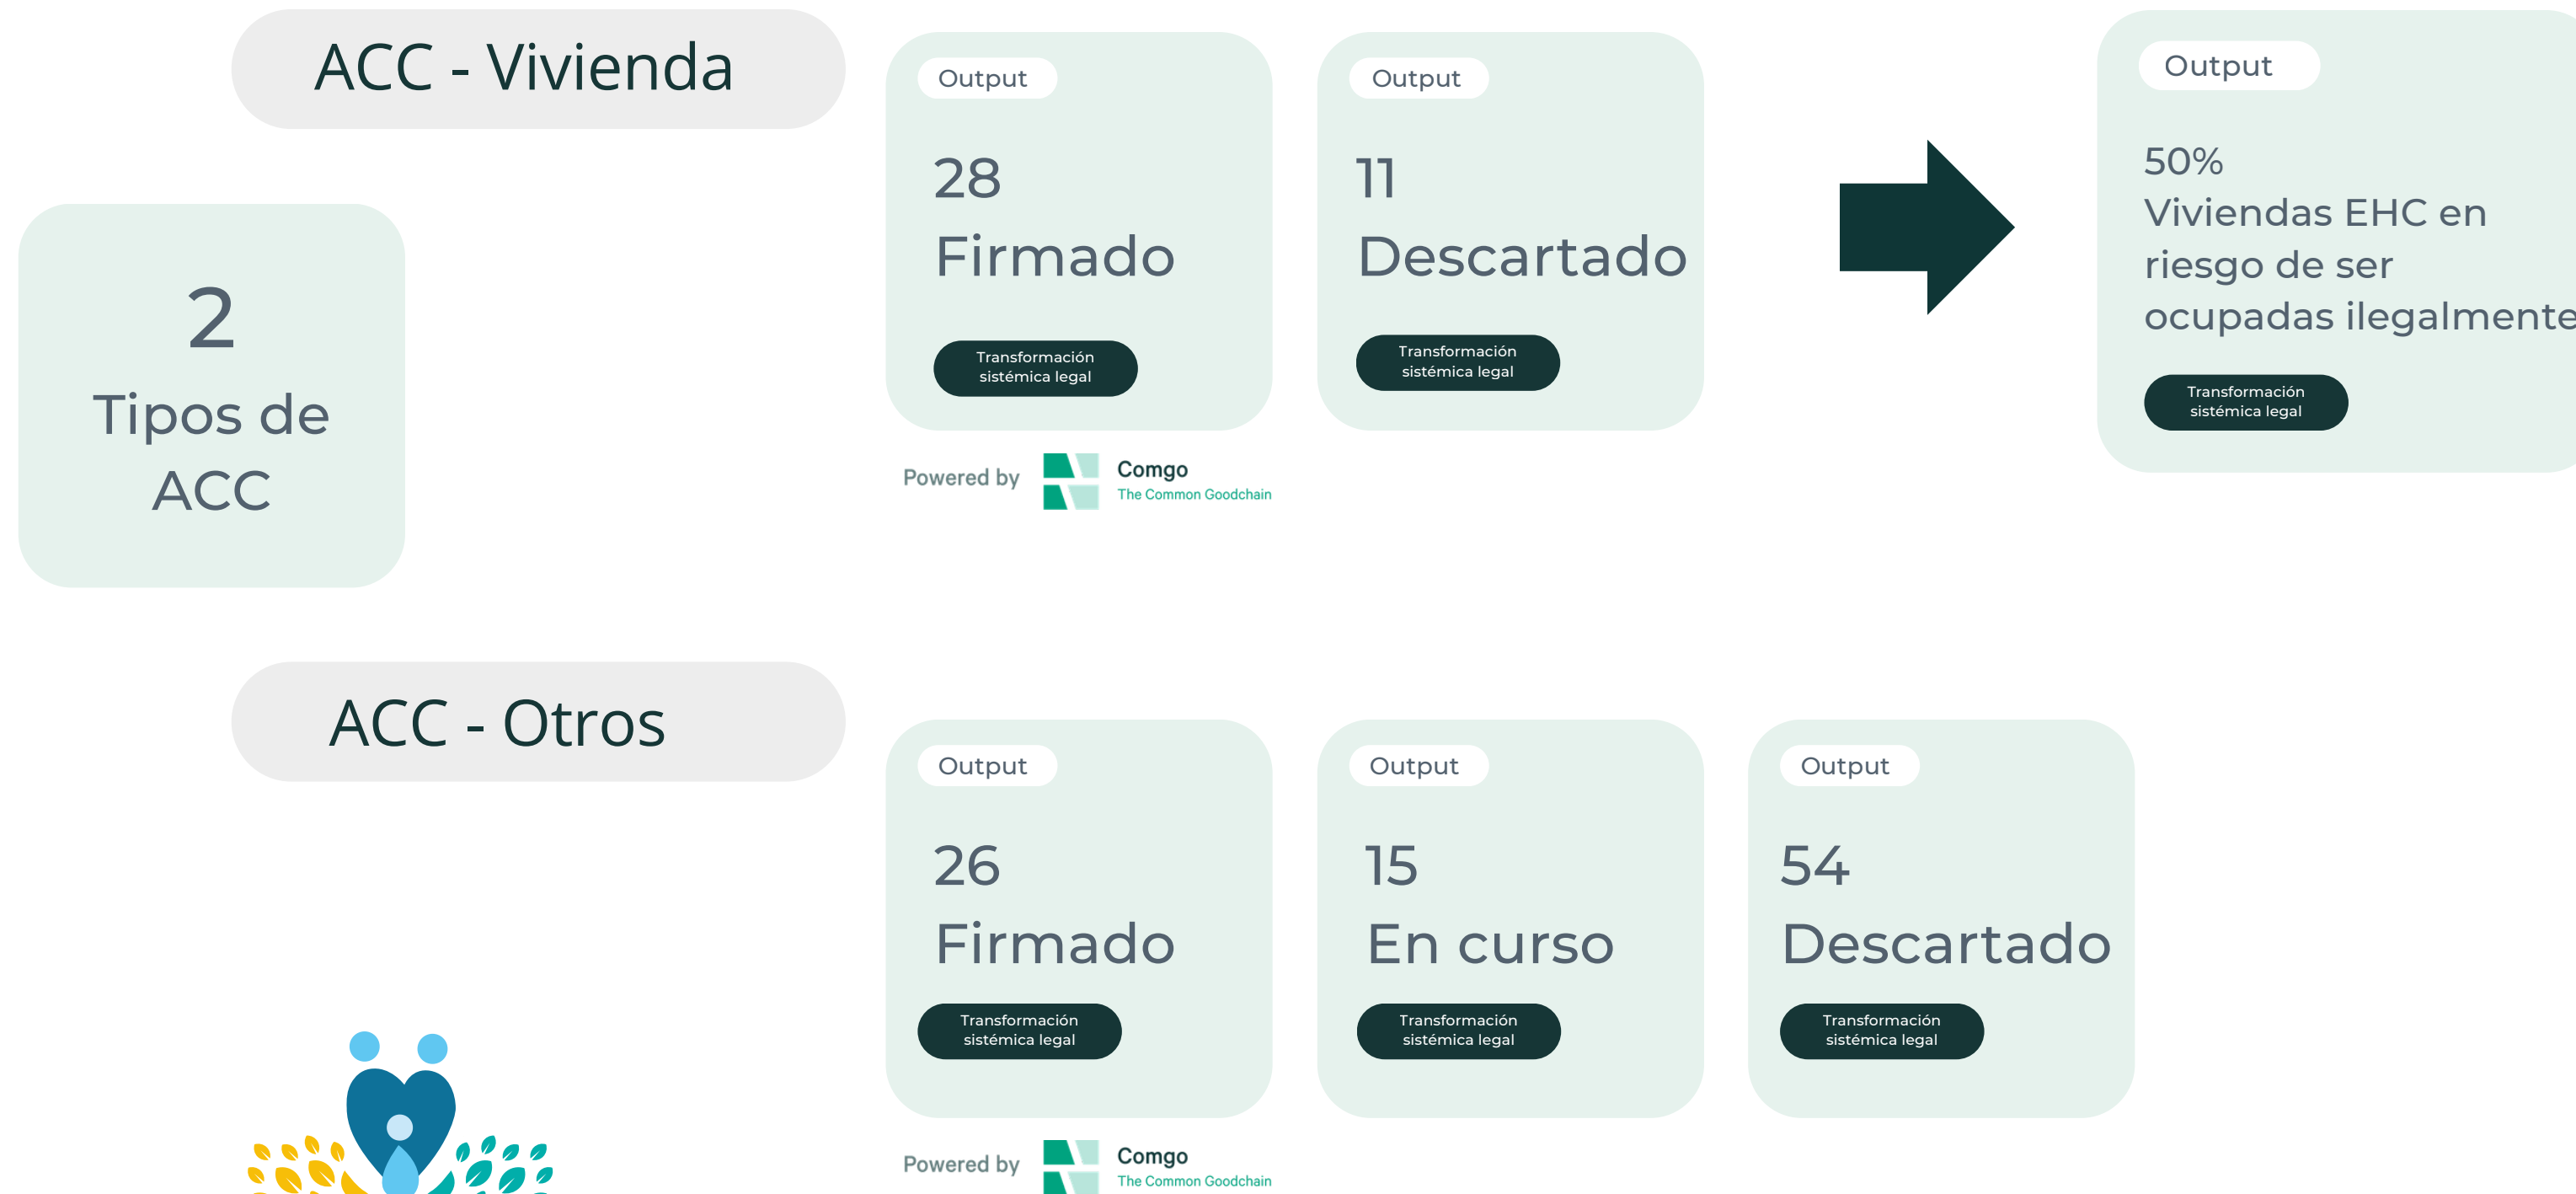 ACC - Vivienda
2
Tipos de
ACC
Output
28
Firmado
Transformación
sistémica legal
Output
11
Descartado
Transformación
sistémica legal
Output
50%
Viviendas EHC en
riesgo de ser
ocupadas ilegalmente
Transformación
sistémica legal
Powered by
Comgo
The Common Goodchain
ACC - Otros
Output
26
Firmado
Transformación
sistémica legal
Output
15
En curso
Transformación
sistémica legal
Output
54
Descartado
Transformación
sistémica legal
Powered by
Comgo
The Common Goodchain